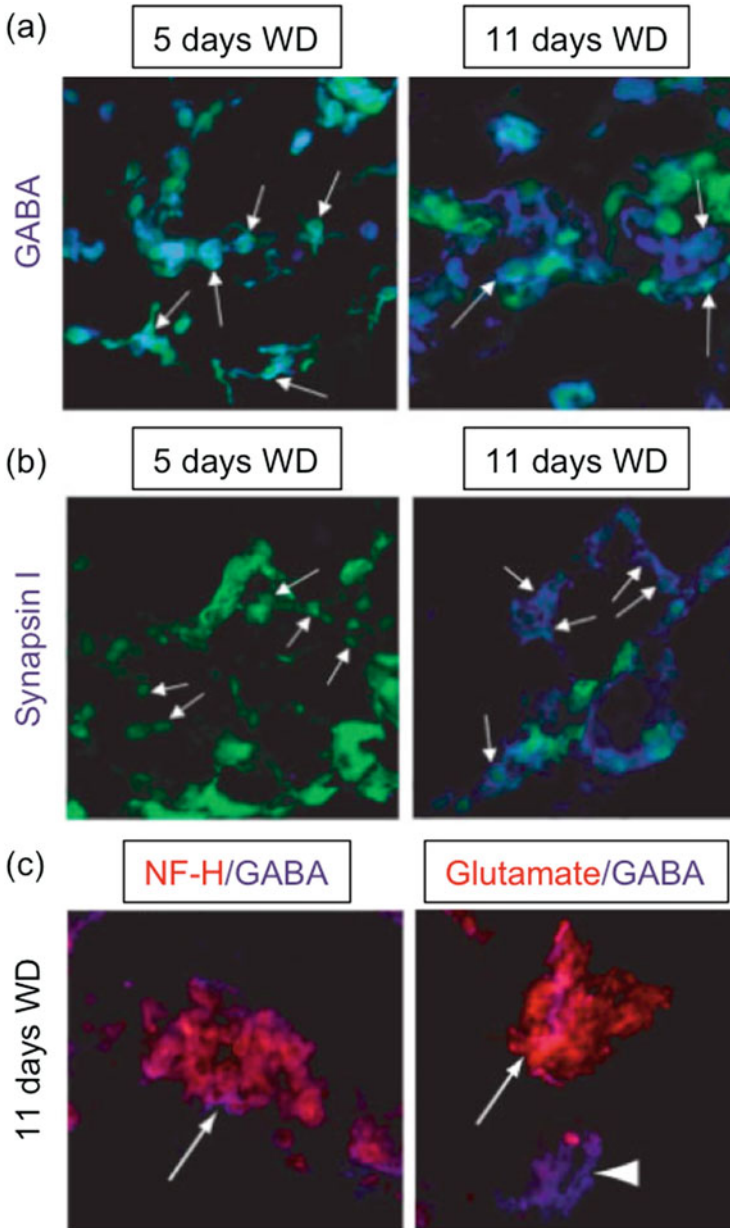 (a)
5 days WD
11 days WD
GABA
(b)
5 days WD
11 days WD
Synapsin I
(c)
NF-H/GABA
Glutamate/GABA
11 days WD